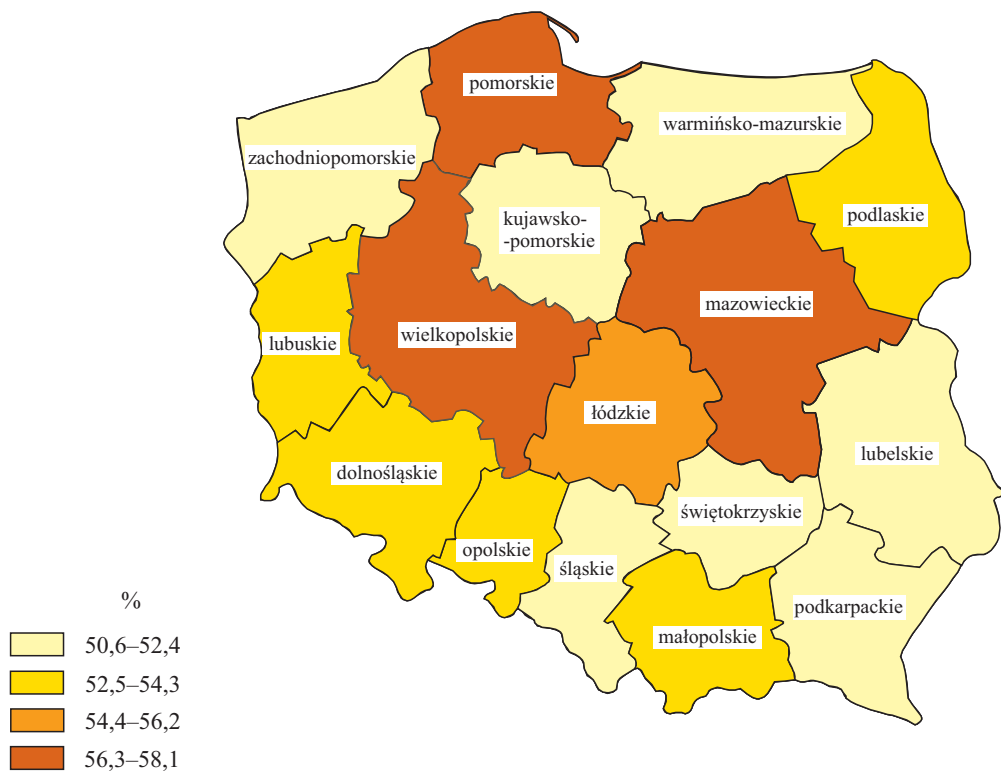 pomorskie
warmińsko-mazurskie
zachodniopomorskie
podlaskie
kujawsko-
-pomorskie
mazowieckie
wielkopolskie
lubuskie
łódzkie
lubelskie
dolnośląskie
świętokrzyskie
opolskie
śląskie
podkarpackie
małopolskie
%
50,6–52,4
52,5–54,3
54,4–56,2
56,3–58,1